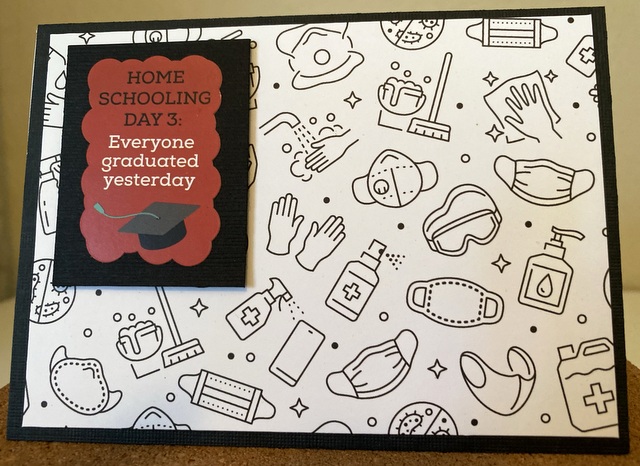 HOME
SCHOOLING
DAY 3:
Everyone
graduated
yesterday